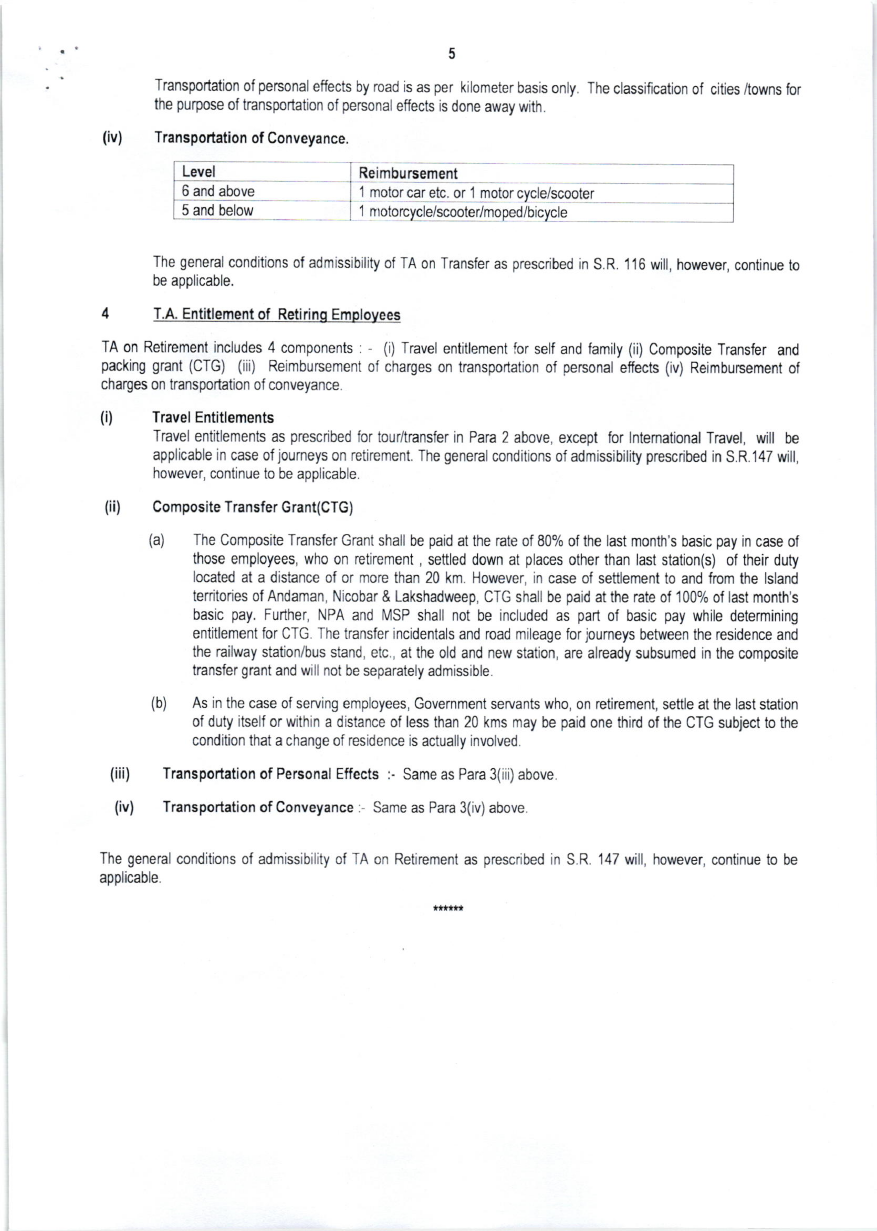 5
Transportation of personal effects by road is as per kilometer basis only. The classification of cities /towns for
the purpose of transportation of personal effects is done away with.
(iv) Transportation of Conveyance.
Level Reimbursement
6 and above 1 motor car etc. or 1 motor cycle/scooter
5 and below 1 motorcycle/scooter/moped/bicycle
The general conditions of admissibility of TA on Transfer as prescribed in S.R. 116 will, however, continue to
be applicable.
4 T.A. Entitlement of Retiring Employees
TA on Retirement includes 4 components : - (i) Travel entitlement for self and family (ii) Composite Transfer and
packing grant (CTG) (iii) Reimbursement of charges on transportation of personal effects (iv) Reimbursement of
charges on transportation of conveyance.
(i) Travel Entitlements
Travel entitlements as prescribed for tour/transfer in Para 2 above, except for International Travel, will be
applicable in case of journeys on retirement. The general conditions of admissibility prescribed in S.R.147 will,
however, continue to be applicable.
(ii) Composite Transfer Grant(CTG)
(a) The Composite Transfer Grant shall be paid at the rate of 80% of the last month's basic pay in case of
those employees, who on retirement , settled down at places other than last station(s) of their duty
located at a distance of or more than 20 km. However, in case of settlement to and from the Island
territories of Andaman, Nicobar & Lakshadweep, CTG shall be paid at the rate of 100% of last month's
basic pay. Further, NPA and MSP shall not be included as part of basic pay while determining
entitlement for CTG. The transfer incidentals and road mileage for journeys between the residence and
the railway station/bus stand, etc., at the old and new station, are already subsumed in the composite
transfer grant and will not be separately admissible.
(b) As in the case of serving employees, Government servants who, on retirement, settle at the last station
of duty itself or within a distance of less than 20 kms may be paid one third of the CTG subject to the
condition that a change of residence is actually involved.
(iii) Transportation of Personal Effects :- Same as Para 3(iii) above.
(iv) Transportation of Conveyance :- Same as Para 3(iv) above.
The general conditions of admissibility of TA on Retirement as prescribed in S.R. 147 will, however, continue to be
applicable.
******